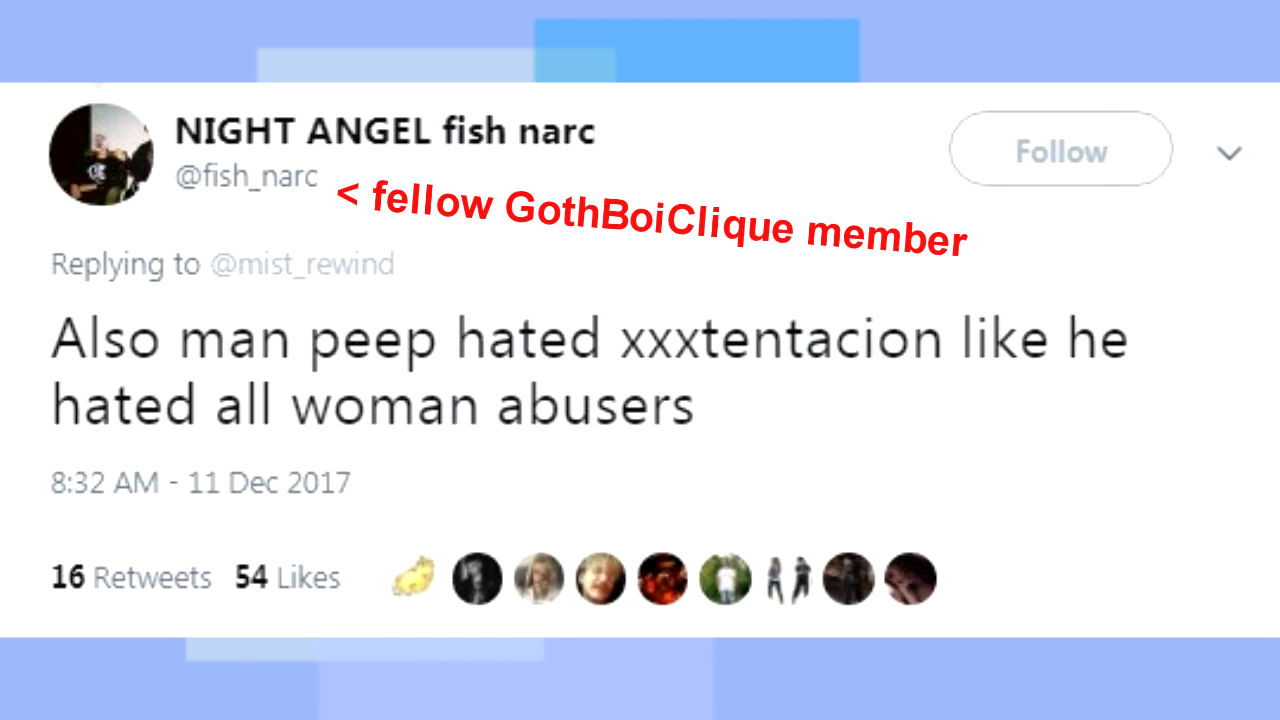 NIGHT ANGEL fish narc
Follow
@fish_narc
< fellow GothBoiClique member
Replying to @mist_rewind
Also man peep hated xxxtentacion like he
hated all woman abusers
8:32 AM - 11 Dec 2017
16 Retweets 54 Likes